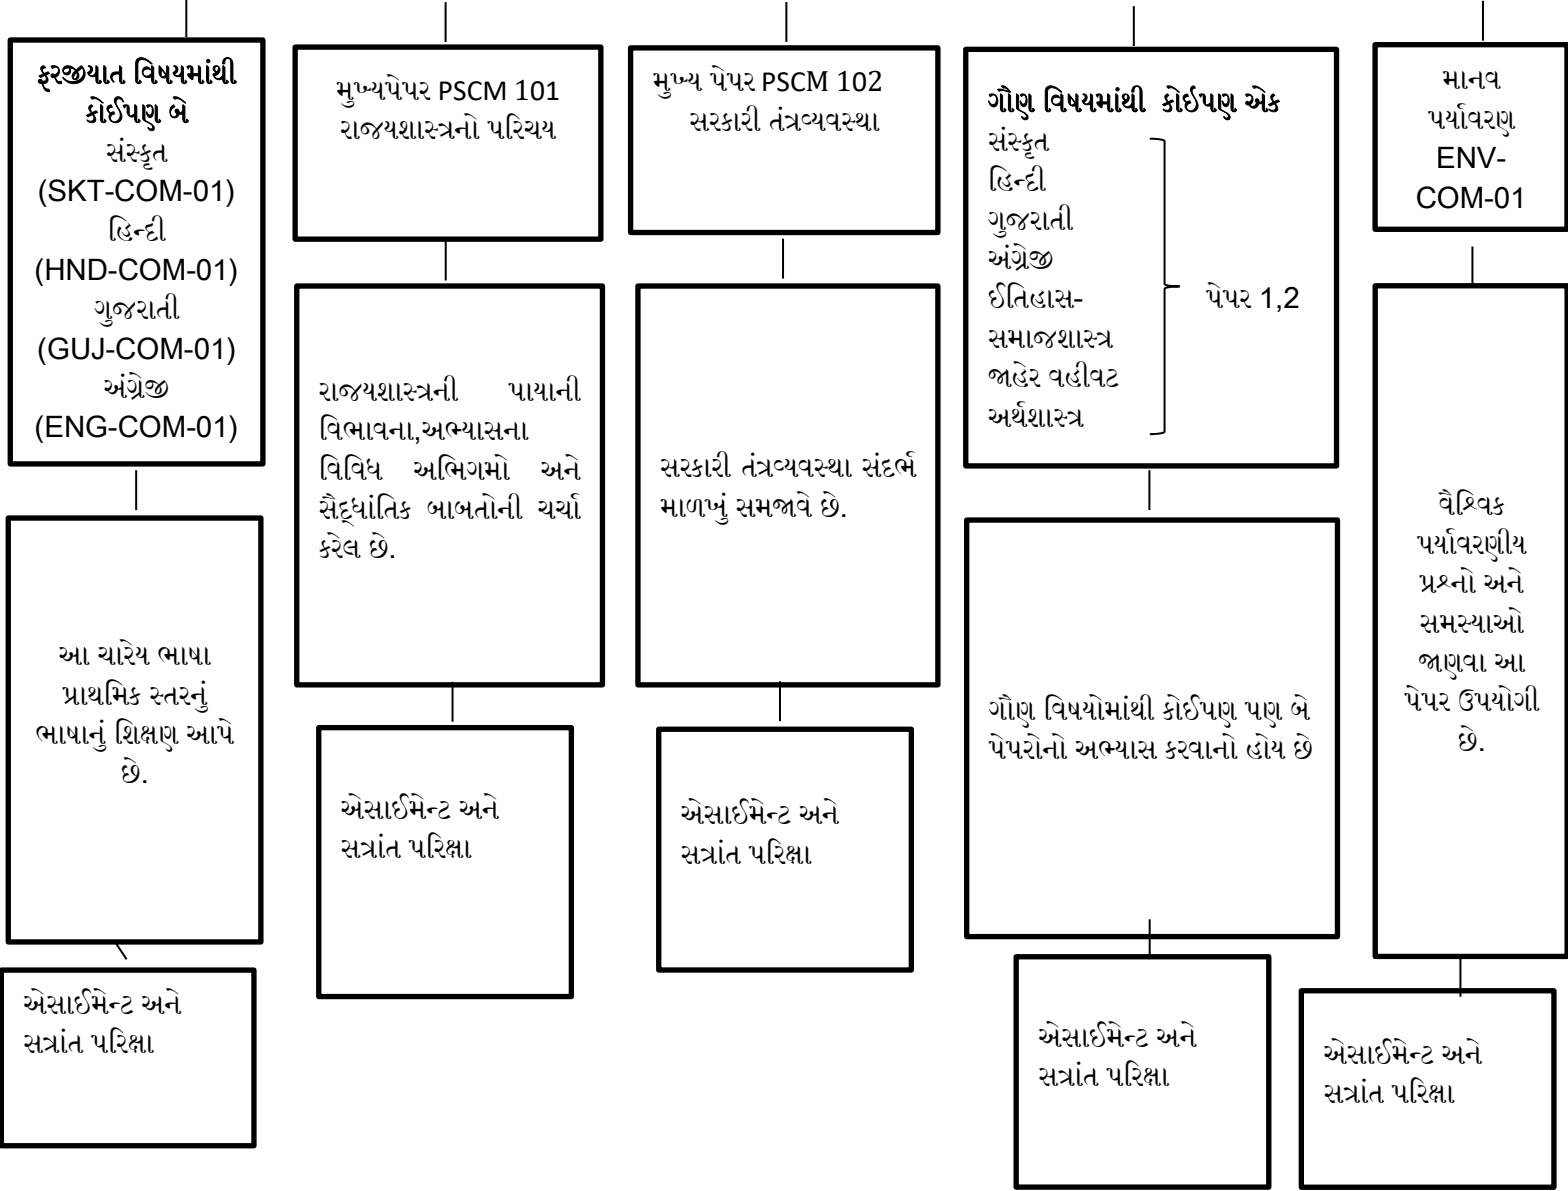 ફરજીયાત વિષયમાંથી
કોઈપણ બે
સંસ્કૃત
(SKT-COM-01)
હિન્દી
(HND-COM-01)
ગુજરાતી
(GUJ-COM-01)
અંગ્રેજી
(ENG-COM-01)
આ ચારેય ભાષા
પ્રાથમિક સ્તરનું
ભાષાનું શિક્ષણ આપે
છે.
એસાઈમેન્ટ અને
સત્રાંત પરિક્ષા
મુખ્યપેપર PSCM 101
રાજયશાસ્ત્રનો પરિચય
રાજયશાસ્ત્રની પાયાની
વિભાવના,અભ્યાસના
વિવિધ અભિગમો અને
સૈદ્ધાંતિક બાબતોની ચર્ચા
કરેલ છે.
એસાઈમેન્ટ અને
સત્રાંત પરિક્ષા
મુખ્ય પેપર PSCM 102
સરકારી તંત્રવ્યવસ્થા
સરકારી તંત્રવ્યવસ્થા સંદર્ભ
માળખું સમજાવે છે.
એસાઈમેન્ટ અને
સત્રાંત પરિક્ષા
ગૌણ વિષયમાંથી કોઇપણ એક
સંસ્કૃત
હિન્દી
ગુજરાતી
અંગ્રેજી
ઈતિહાસ-
સમાજશાસ્ત્ર
જાહેર વહીવટ
અર્થશાસ્ત્ર
પેપર 1,2
ગૌણ વિષયોમાંથી કોઈપણ પણ બે
પેપરોનો અભ્યાસ કરવાનો હોય છે
એસાઈમેન્ટ અને
સત્રાંત પરિક્ષા
માનવ
પર્યાવરણ
ENV-
COM-01
વૈશ્વિક
પર્યાવરણીય
પ્રશ્નો અને
સમસ્યાઓ
જાણવા આ
પેપર ઉપયોગી
છે.
એસાઈમેન્ટ અને
સત્રાંત પરિક્ષા